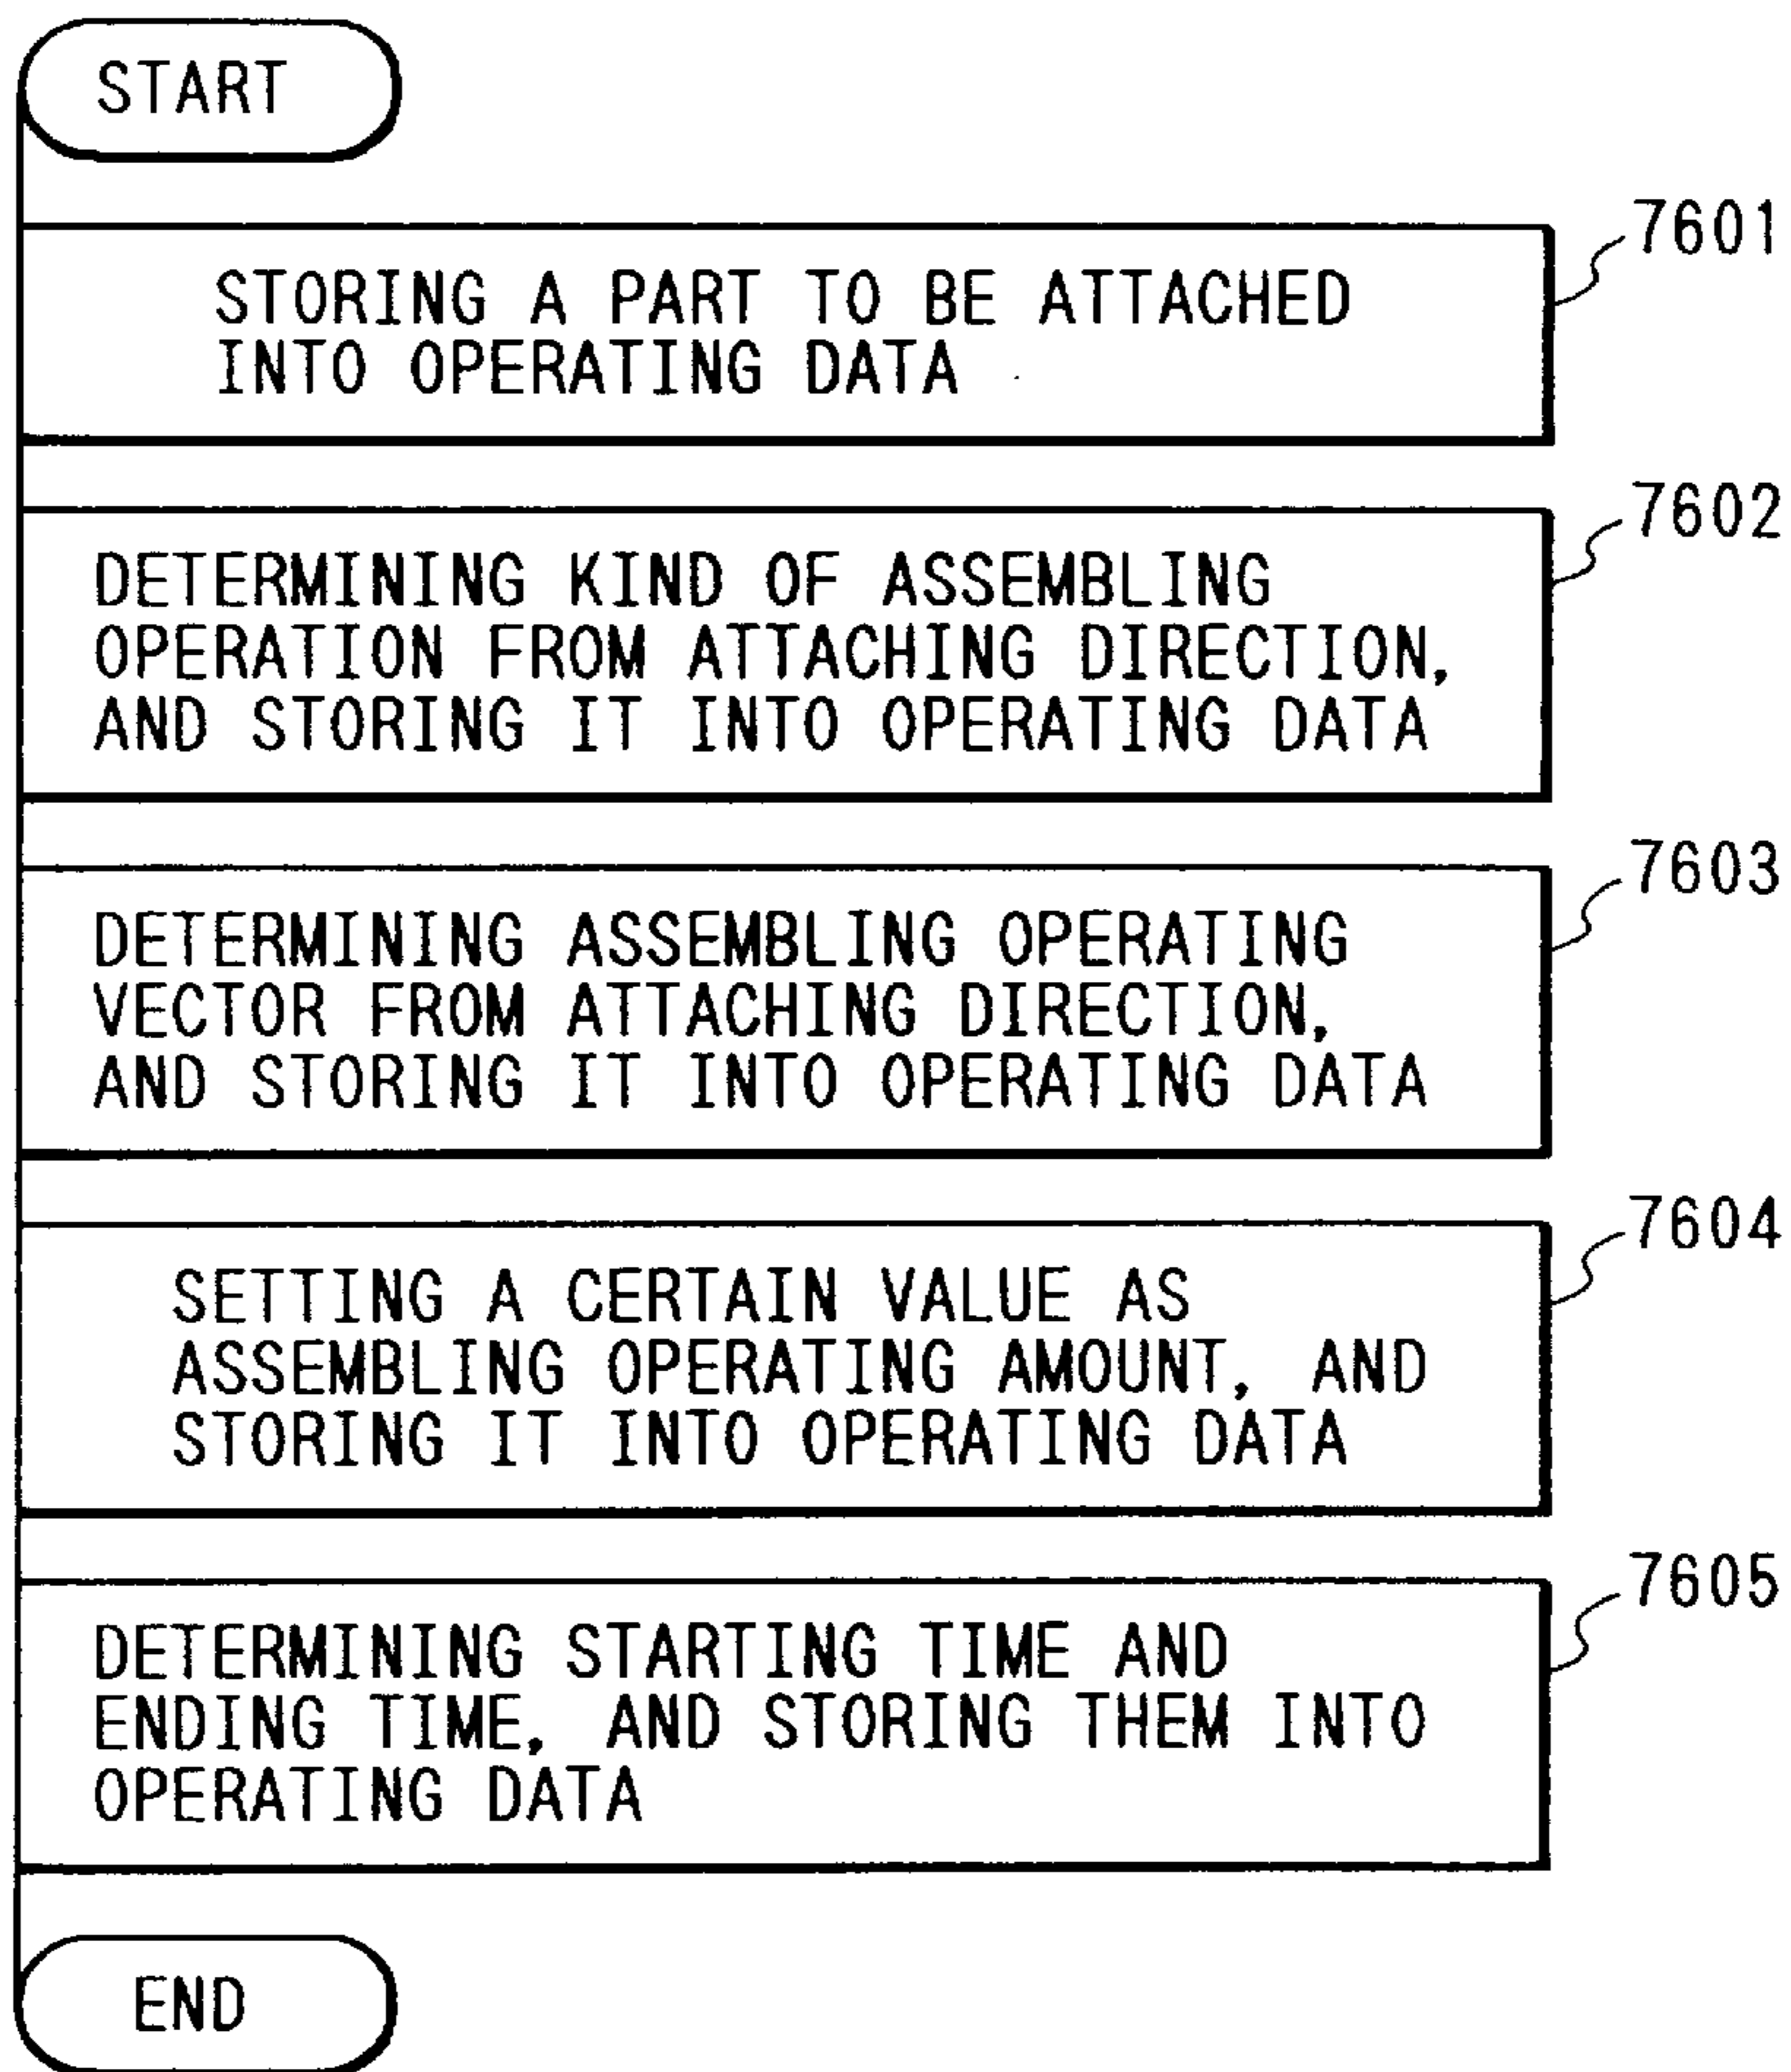 START
7601
STORING A PART TO BE ATTACHED
INTO OPERATING DATA
7602
DETERMINING KIND OF ASSEMBLING
OPERATION FROM ATTACHING DIRECTION,
AND STORING IT INTO OPERATING DATA
7603
DETERMINING ASSEMBLING OPERATING
VECTOR FROM ATTACHING DIRECTION,
AND STORING IT INTO OPERATING DATA
7604
SETTING A CERTAIN VALUE AS
ASSEMBLING OPERATING AMOUNT, AND
STORING IT INTO OPERATING DATA
7605
DETERMINING STARTING TIME AND
ENDING TIME, AND STORING THEM INTO
OPERATING DATA
END